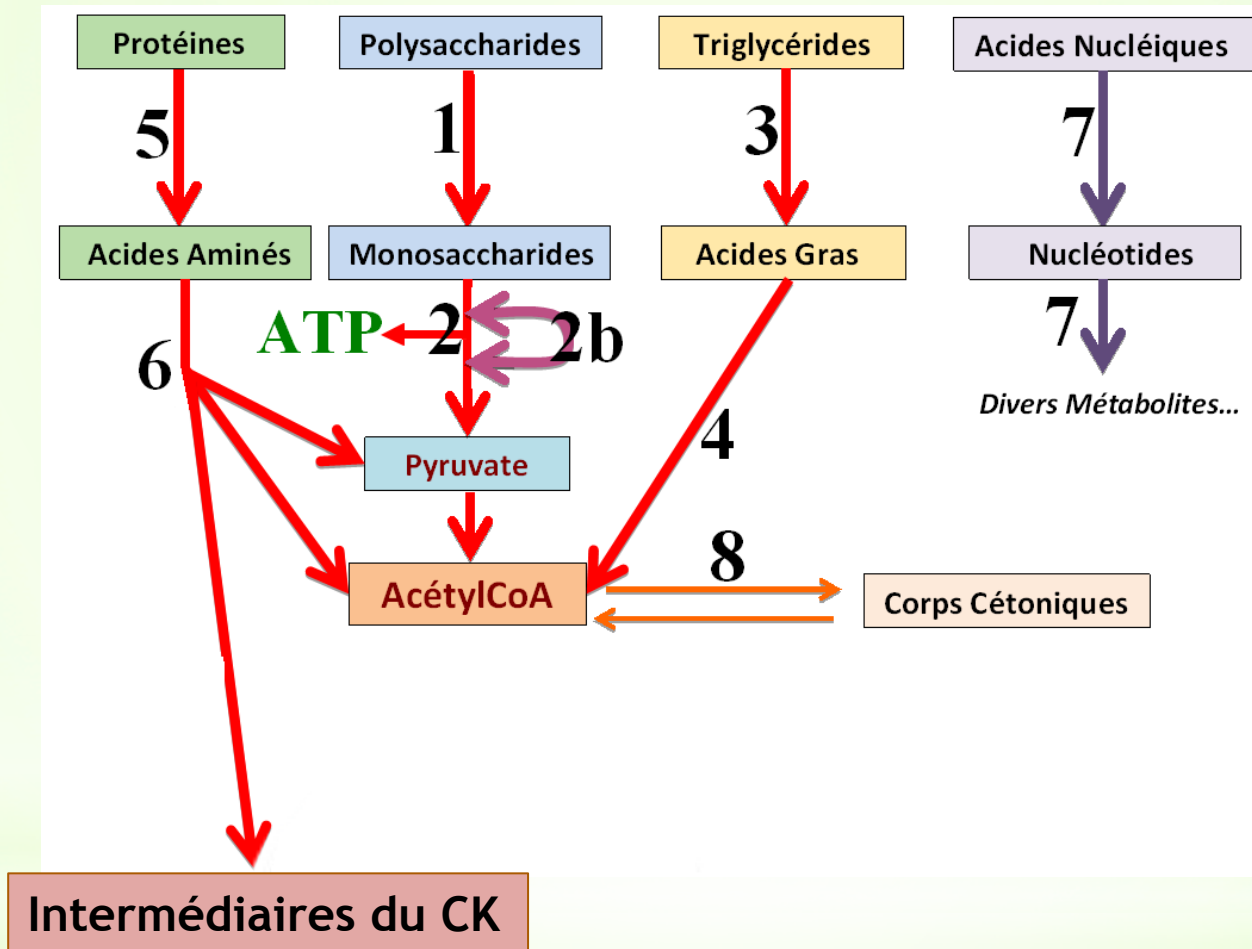 Protéines
Polysaccharides
Triglycérides
Acides Nucléiques
5
1
3
7
Acides Aminés
Monosaccharides
Acides Gras
Nucléotides
ATP
2
2b
7
6
Divers Métabolites...
4
Pyruvate
8
AcétylCoA
Corps Cétoniques
Intermédiaires du CK